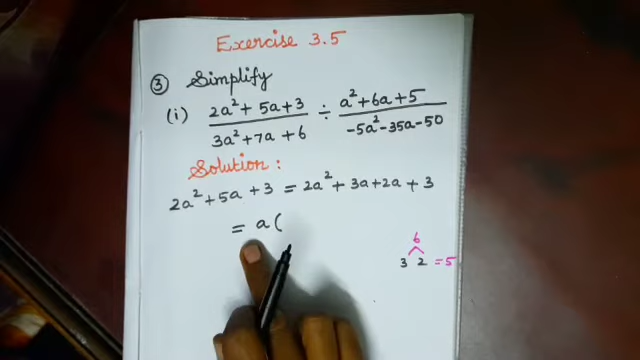 Exercise 3.5
③ Simplify
(i) 2a²+5a+3 / 3a²+7a+6 ÷ a²+6a+5 / -5a²-35a-50
Solution:
2a²+5a+3 = 2a²+3a+2a+3
= a(
6
3 2 = 5